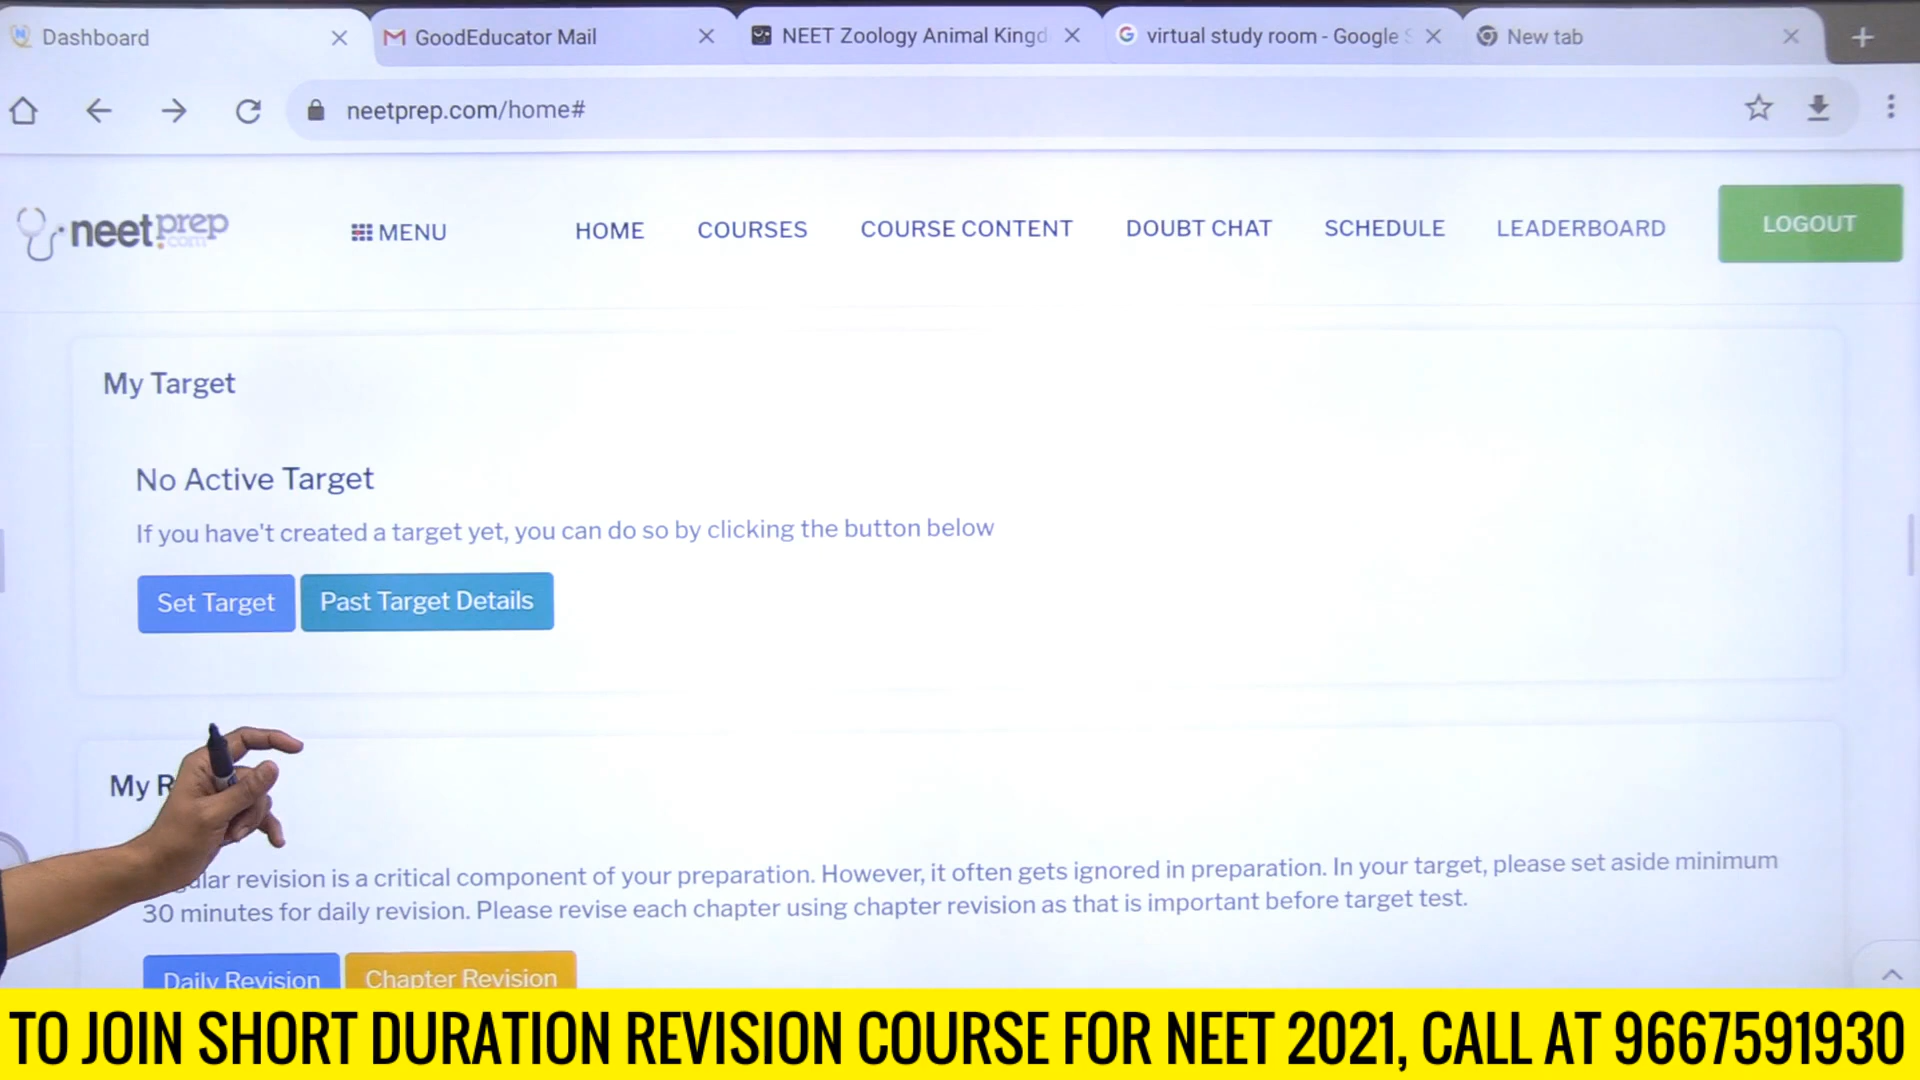 Dashboard
GoodEducator Mail
NEET Zoology Animal Kingd
virtual study room - Google S
New tab
neetprep.com/home#
neetprep
.com
MENU
HOME
COURSES
COURSE CONTENT
DOUBT CHAT
SCHEDULE
LEADERBOARD
LOGOUT
My Target
No Active Target
If you have't created a target yet, you can do so by clicking the button below
Set Target
Past Target Details
My R
ular revision is a critical component of your preparation. However, it often gets ignored in preparation. In your target, please set aside minimum
30 minutes for daily revision. Please revise each chapter using chapter revision as that is important before target test.
Daily Revision
Chapter Revision
TO JOIN SHORT DURATION REVISION COURSE FOR NEET 2021, CALL AT 9667591930